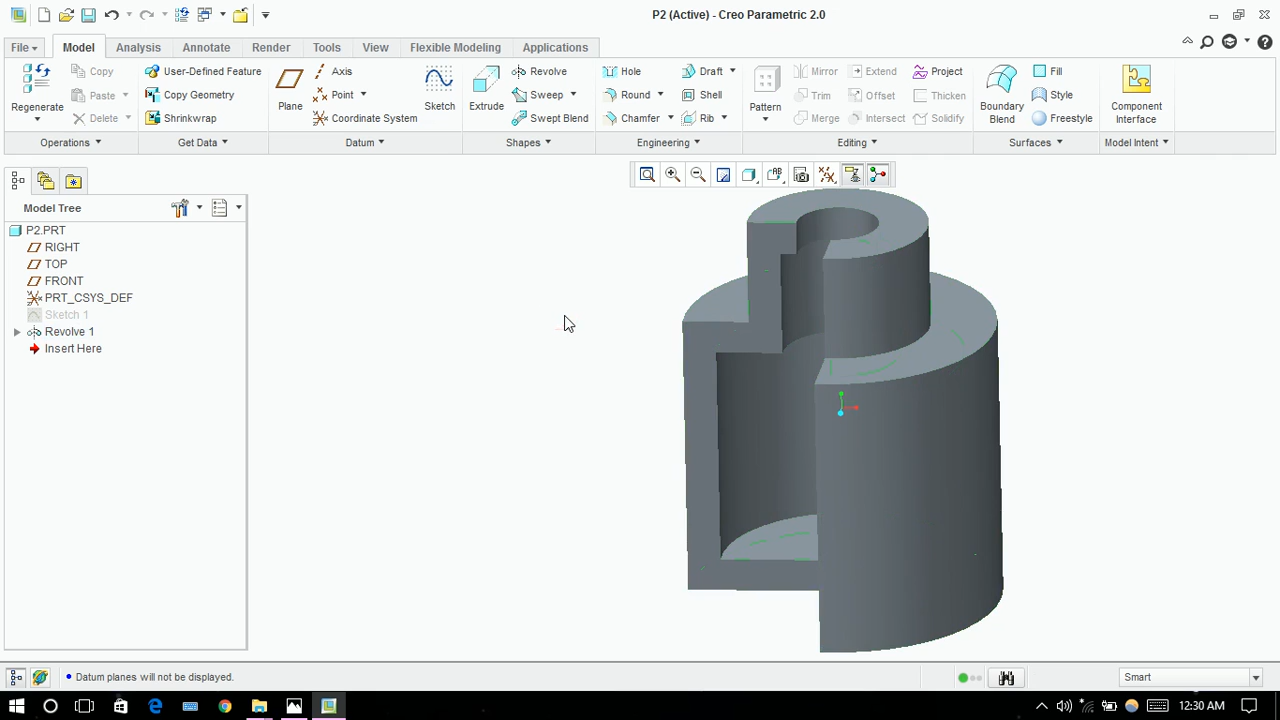 P2 (Active) - Creo Parametric 2.0
File Model Analysis Annotate Render Tools View Flexible Modeling Applications
Regenerate
Copy
Paste
Delete
Operations
User-Defined Feature
Copy Geometry
Shrinkwrap
Get Data
Plane
Axis
Point
Coordinate System
Datum
Sketch
Extrude
Revolve
Sweep
Swept Blend
Shapes
Hole
Round
Chamfer
Draft
Shell
Rib
Engineering
Pattern
Mirror
Trim
Merge
Extend
Offset
Intersect
Project
Thicken
Solidify
Editing
Boundary
Blend
Fill
Style
Freestyle
Surfaces
Component
Interface
Model Intent
Model Tree
P2.PRT
RIGHT
TOP
FRONT
PRT_CSYS_DEF
Sketch 1
Revolve 1
Insert Here
Datum planes will not be displayed.
Smart
12:30 AM